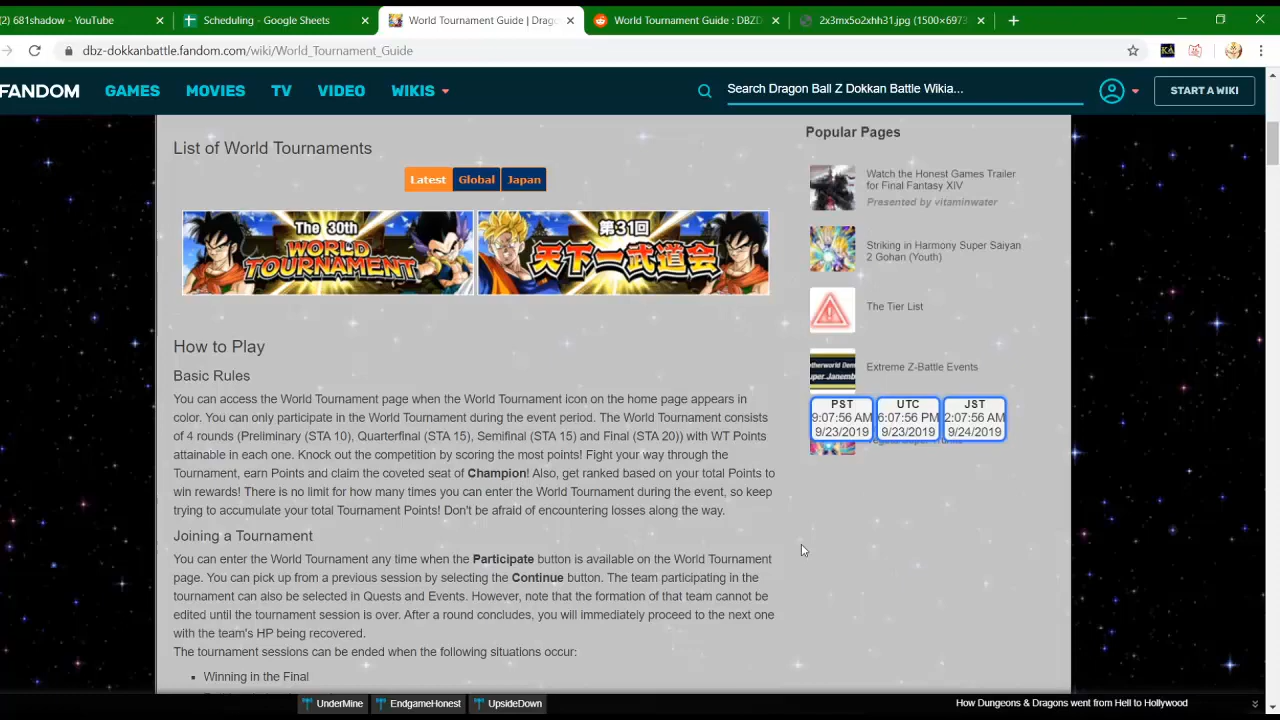 (2) 681shadow - YouTube
Scheduling - Google Sheets
World Tournament Guide | Drago
World Tournament Guide : DBZD
2x3mx5o2xhh31.jpg (1500×6973
dbz-dokkanbattle.fandom.com/wiki/World_Tournament_Guide
FANDOM GAMES MOVIES TV VIDEO WIKIS
Search Dragon Ball Z Dokkan Battle Wikia...
START A WIKI
List of World Tournaments
Latest Global Japan
The 30th
WORLD
TOURNAMENT
第31回
天下一武道会
How to Play
Basic Rules
You can access the World Tournament page when the World Tournament icon on the home page appears in
color. You can only participate in the World Tournament during the event period. The World Tournament consists
of 4 rounds (Preliminary (STA 10), Quarterfinal (STA 15), Semifinal (STA 15) and Final (STA 20)) with WT Points
attainable in each one. Knock out the competition by scoring the most points! Fight your way through the
Tournament, earn Points and claim the coveted seat of Champion! Also, get ranked based on your total Points to
win rewards! There is no limit for how many times you can enter the World Tournament during the event, so keep
trying to accumulate your total Tournament Points! Don't be afraid of encountering losses along the way.
Joining a Tournament
You can enter the World Tournament any time when the Participate button is available on the World Tournament
page. You can pick up from a previous session by selecting the Continue button. The team participating in the
tournament can also be selected in Quests and Events. However, note that the formation of that team cannot be
edited until the tournament session is over. After a round concludes, you will immediately proceed to the next one
with the team's HP being recovered.
The tournament sessions can be ended when the following situations occur:
Winning in the Final
Popular Pages
Watch the Honest Games Trailer
for Final Fantasy XIV
Presented by vitaminwater
Striking in Harmony Super Saiyan
2 Gohan (Youth)
The Tier List
Extreme Z-Battle Events
PST
9:07:56 AM
9/23/2019
UTC
6:07:56 PM
9/23/2019
JST
2:07:56 AM
9/24/2019
UnderMine EndgameHonest UpsideDown
How Dungeons & Dragons went from Hell to Hollywood